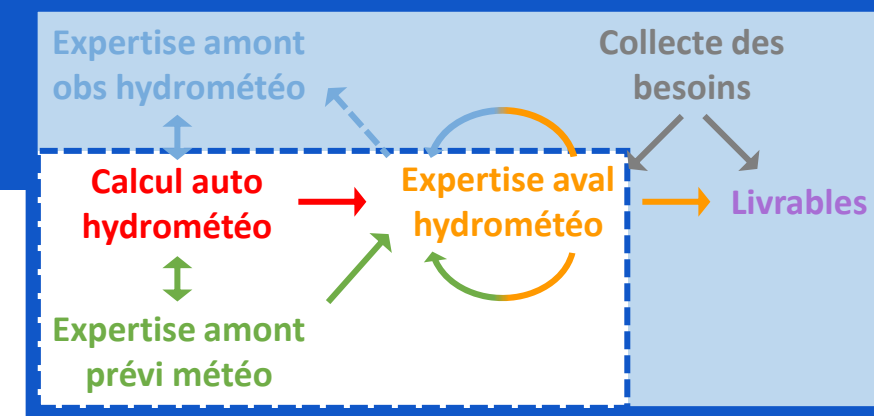 Expertise amont
obs hydrométéo
Collecte des
besoins
Calcul auto
hydrométéo
Expertise aval
hydrométéo
Livrables
Expertise amont
prévi météo